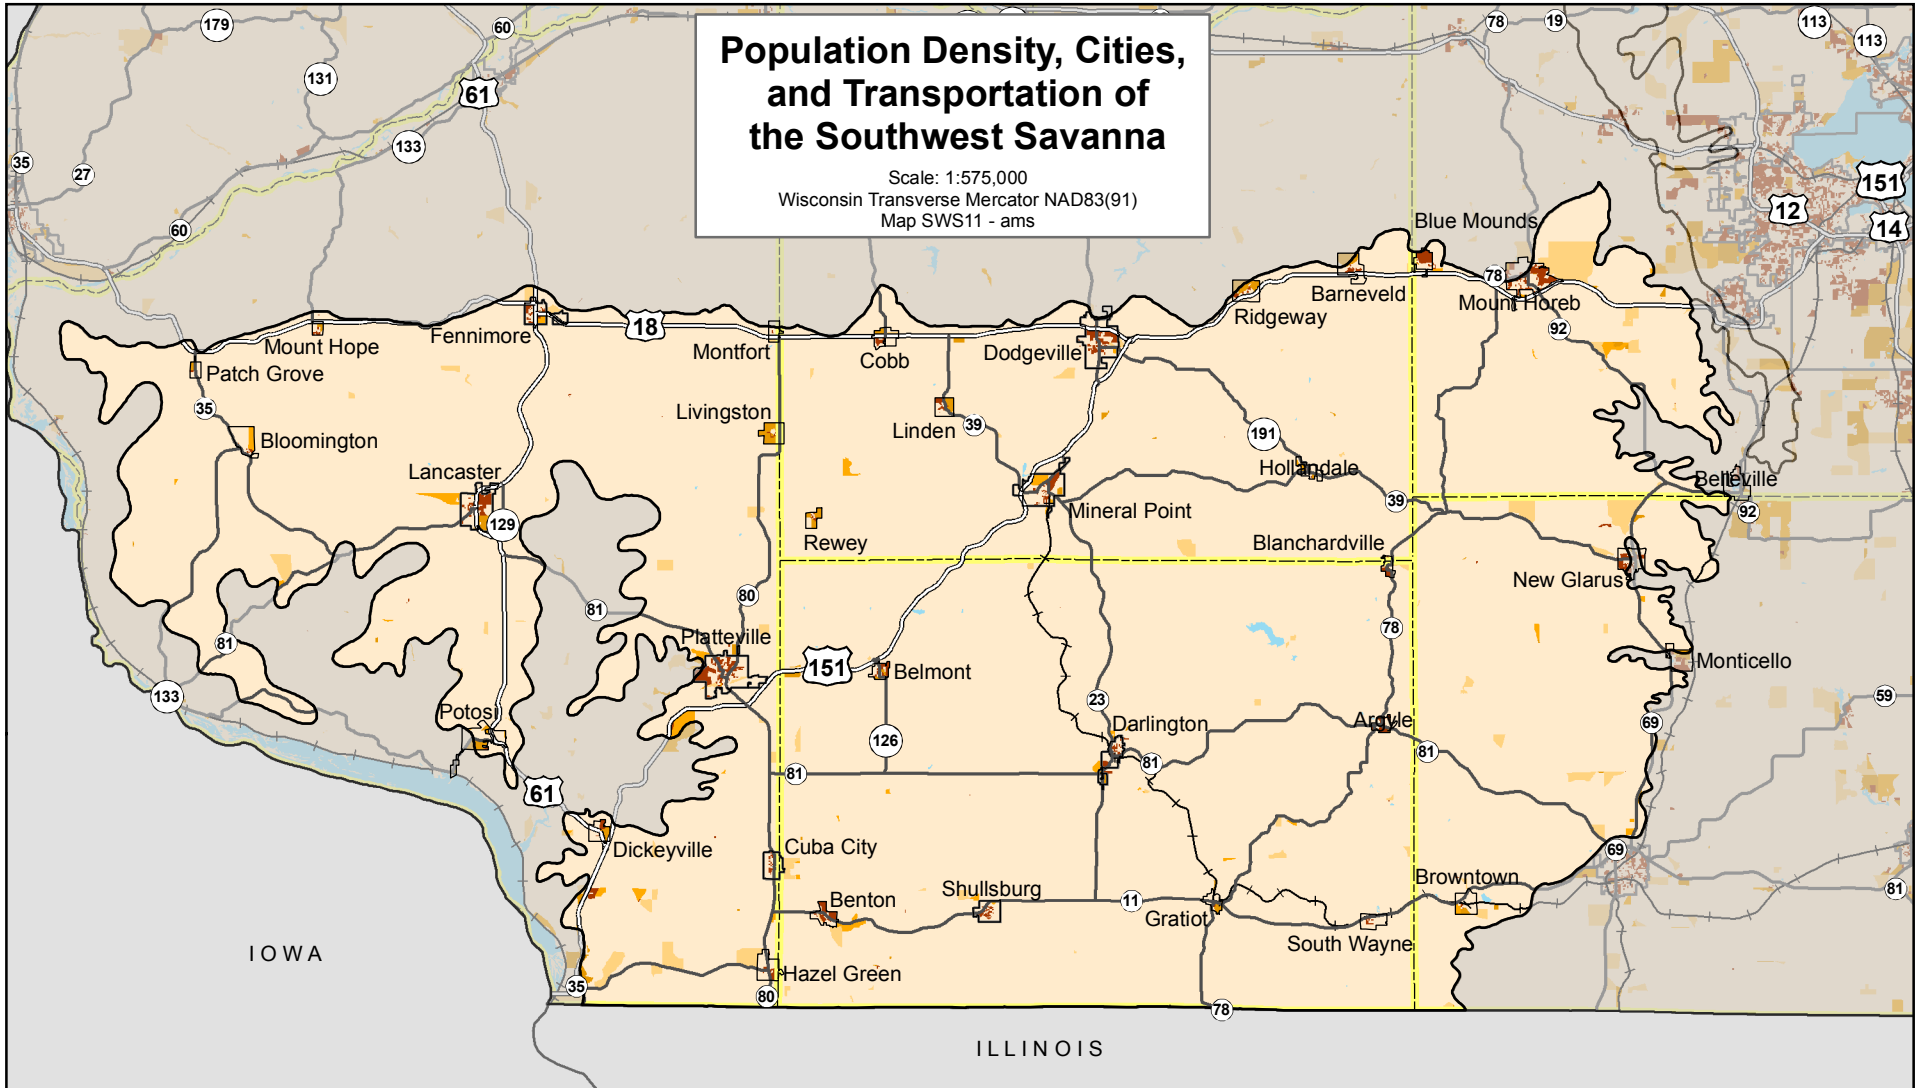 Population Density, Cities,
and Transportation of
the Southwest Savanna
Scale: 1:575,000
Wisconsin Transverse Mercator NAD83(91)
Map SWS11 - ams
179
60
78
19
113
113
131
61
133
35
27
151
12
14
60
Blue Mounds
78
Barneveld
Mount Horeb
Ridgeway
92
18
Fennimore
Mount Hope
Montfort
Cobb
Dodgeville
Patch Grove
35
Livingston
Linden
39
191
Bloomington
Lancaster
Hollandale
Belleville
129
39
92
Mineral Point
Rewey
Blanchardville
New Glarus
80
81
78
81
Platteville
151
Belmont
Monticello
133
23
59
Potosi
Darlington
Argyle
69
126
81
81
81
61
Dickeyville
Cuba City
69
Benton
Shullsburg
11
Gratiot
Browntown
81
South Wayne
IOWA
Hazel Green
35
80
78
ILLINOIS